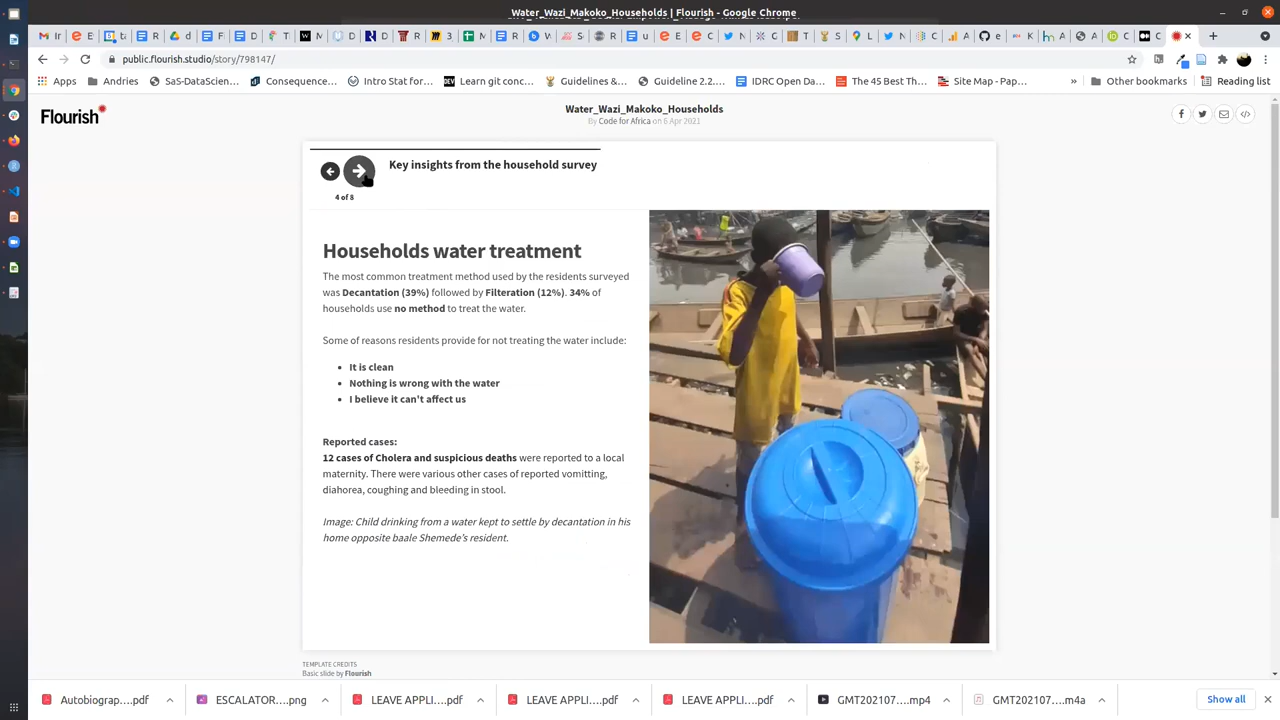 Water_Wazi_Makoko_Households | Flourish - Google Chrome
public.flourish.studio/story/798147/
Apps
Andries
SaS-DataScien...
Consequence...
Intro Stat for...
Learn git conc...
Guidelines &...
Guideline 2.2....
IDRC Open Da...
The 45 Best Th...
Site Map - Pap...
»
Other bookmarks
Reading list
Flourish
Water_Wazi_Makoko_Households
By Code for Africa on 6 Apr 2021
Key insights from the household survey
4 of 8
Households water treatment
The most common treatment method used by the residents surveyed
was Decantation (39%) followed by Filteration (12%). 34% of
households use no method to treat the water.
Some of reasons residents provide for not treating the water include:
• It is clean
• Nothing is wrong with the water
• I believe it can't affect us
Reported cases:
12 cases of Cholera and suspicious deaths were reported to a local
maternity. There were various other cases of reported vomitting,
diahorea, coughing and bleeding in stool.
Image: Child drinking from a water kept to settle by decantation in his
home opposite baale Shemede's resident.
TEMPLATE CREDITS
Basic slide by Flourish
Autobiograp....pdf
ESCALATOR....png
LEAVE APPLI....pdf
LEAVE APPLI....pdf
LEAVE APPLI....pdf
GMT202107....mp4
GMT202107....m4a
Show all